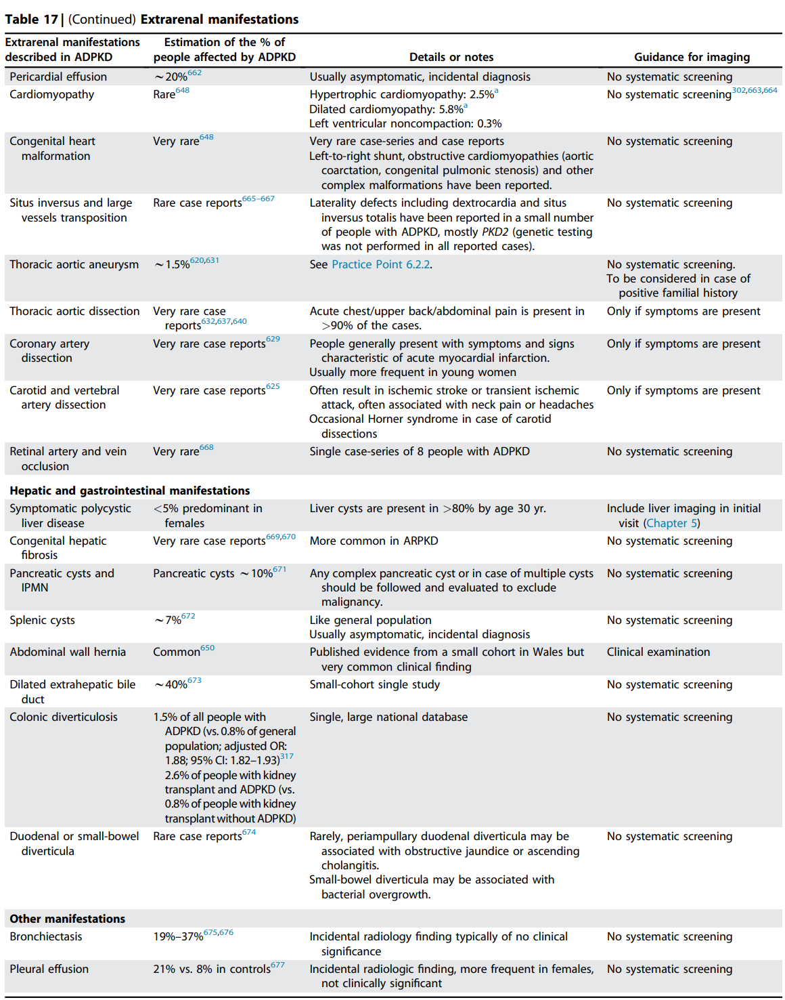 Table 17 | (Continued) Extrarenal manifestations
Extrarenal manifestations described in ADPKD | Estimation of the % of people affected by ADPKD | Details or notes | Guidance for imaging
Pericardial effusion
~20%662
Usually asymptomatic, incidental diagnosis
No systematic screening
Cardiomyopathy
Rare648
Hypertrophic cardiomyopathy: 2.5%a
Dilated cardiomyopathy: 5.8%a
Left ventricular noncompaction: 0.3%
No systematic screening302,663,664
Congenital heart
malformation
Very rare648
Very rare case-series and case reports
Left-to-right shunt, obstructive cardiomyopathies (aortic
coarctation, congenital pulmonic stenosis) and other
complex malformations have been reported.
No systematic screening
Situs inversus and large
vessels transposition
Rare case reports665–667
Laterality defects including dextrocardia and situs
inversus totalis have been reported in a small number
of people with ADPKD, mostly PKD2 (genetic testing
was not performed in all reported cases).
No systematic screening
Thoracic aortic aneurysm
~1.5%620,631
See Practice Point 6.2.2.
No systematic screening.
To be considered in case of
positive familial history
Thoracic aortic dissection
Very rare case
reports632,637,640
Acute chest/upper back/abdominal pain is present in
>90% of the cases.
Only if symptoms are present
Coronary artery
dissection
Very rare case reports629
People generally present with symptoms and signs
characteristic of acute myocardial infarction.
Usually more frequent in young women
Only if symptoms are present
Carotid and vertebral
artery dissection
Very rare case reports625
Often result in ischemic stroke or transient ischemic
attack, often associated with neck pain or headaches
Occasional Horner syndrome in case of carotid
dissections
Only if symptoms are present
Retinal artery and vein
occlusion
Very rare668
Single case-series of 8 people with ADPKD
No systematic screening
Hepatic and gastrointestinal manifestations
Symptomatic polycystic
liver disease
<5% predominant in
females
Liver cysts are present in >80% by age 30 yr.
Include liver imaging in initial
visit (Chapter 5)
Congenital hepatic
fibrosis
Very rare case reports669,670
More common in ARPKD
No systematic screening
Pancreatic cysts and
IPMN
Pancreatic cysts ~10%671
Any complex pancreatic cyst or in case of multiple cysts
should be followed and evaluated to exclude
malignancy.
No systematic screening
Splenic cysts
~7%672
Like general population
Usually asymptomatic, incidental diagnosis
No systematic screening
Abdominal wall hernia
Common650
Published evidence from a small cohort in Wales but
very common clinical finding
Clinical examination
Dilated extrahepatic bile
duct
~40%673
Small-cohort single study
No systematic screening
Colonic diverticulosis
1.5% of all people with
ADPKD (vs. 0.8% of general
population; adjusted OR:
1.88; 95% CI: 1.82–1.93)317
2.6% of people with kidney
transplant and ADPKD (vs.
0.8% of people with kidney
transplant without ADPKD)
Single, large national database
No systematic screening
Duodenal or small-bowel
diverticula
Rare case reports674
Rarely, periampullary duodenal diverticula may be
associated with obstructive jaundice or ascending
cholangitis.
Small-bowel diverticula may be associated with
bacterial overgrowth.
No systematic screening
Other manifestations
Bronchiectasis
19%–37%675,676
Incidental radiology finding typically of no clinical
significance
No systematic screening
Pleural effusion
21% vs. 8% in controls677
Incidental radiologic finding, more frequent in females,
not clinically significant
No systematic screening